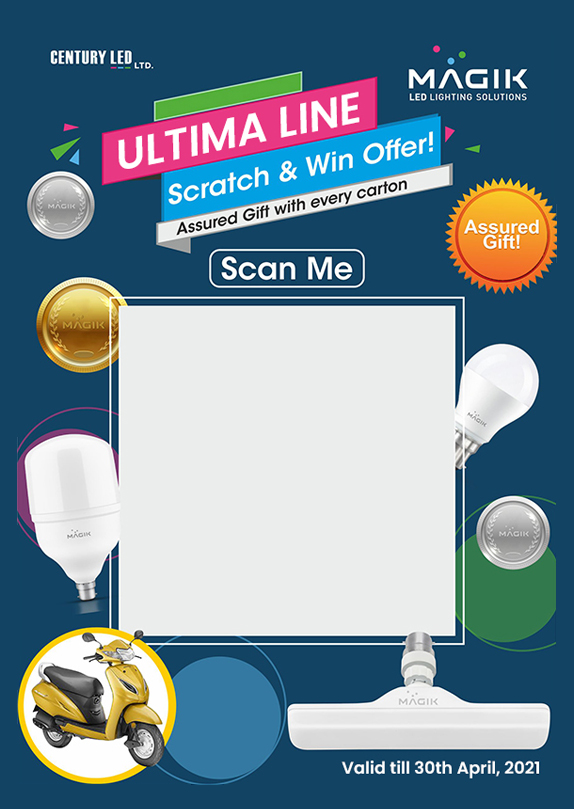 CENTURY LED LTD.
MAGIK
LED LIGHTING SOLUTIONS
ULTIMA LINE
Scratch & Win Offer!
Assured Gift with every carton
MAGIK
Assured
Gift!
Scan Me
MAGIK
MAGIK
MAGIK
MAGIK
MAGIK
Valid till 30th April, 2021